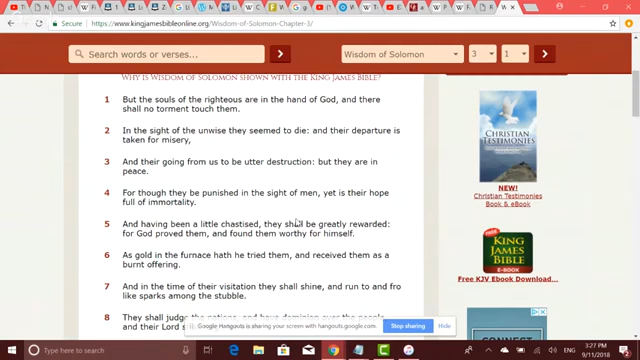 Secure
https://www.kingjamesbibleonline.org/Wisdom-of-Solomon-Chapter-3/
Search words or verses...
Wisdom of Solomon
3
1
WHY IS WISDOM OF SOLOMON SHOWN WITH THE KING JAMES BIBLE?
1 But the souls of the righteous are in the hand of God, and there
shall no torment touch them.
2 In the sight of the unwise they seemed to die: and their departure is
taken for misery,
3 And their going from us to be utter destruction: but they are in
peace.
4 For though they be punished in the sight of men, yet is their hope
full of immortality.
5 And having been a little chastised, they shall be greatly rewarded:
for God proved them, and found them worthy for himself.
6 As gold in the furnace hath he tried them, and received them as a
burnt offering.
7 And in the time of their visitation they shall shine, and run to and fro
like sparks among the stubble.
8 They shall judge the nations, and have dominion over the people,
and their Lord s
CHRISTIAN
TESTIMONIES
NEW!
Christian Testimonies
Book & eBook
KING
JAMES
BIBLE
E-BOOK
Free KJV Ebook Download...
CONNECT
Google Hangouts is sharing your screen with hangouts.google.com.
Stop sharing
Hide
Type here to search
ENG
3:27 PM
9/11/2018